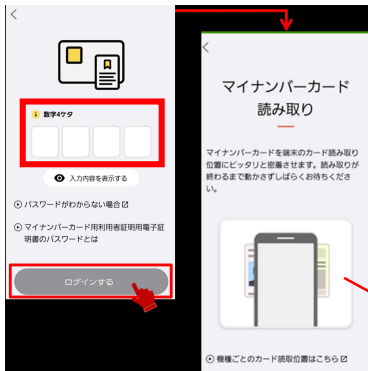 数字4ケタ
入力内容を表示する
パスワードがわからない場合
マイナンバーカード用利用者証明用電子証
明書のパスワードとは
ログインする
マイナンバーカード
読み取り
マイナンバーカードを端末のカード読み取り
位置にピッタリと密着させます。読み取りが
終わるまで動かさずしばらくお待ちくださ
い。
機種ごとのカード読取位置はこちら